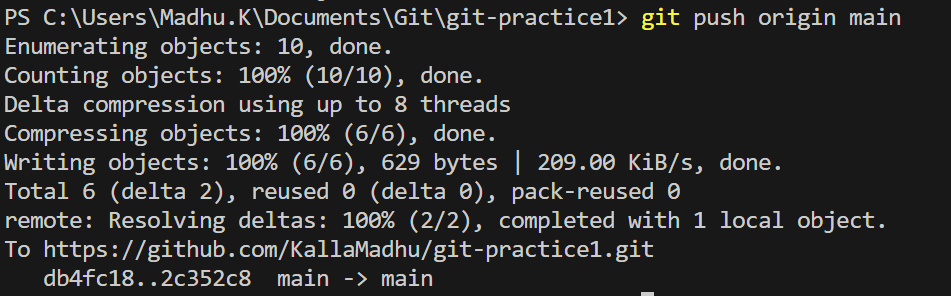 PS C:\Users\Madhu.K\Documents\Git\git-practice1> git push origin main
Enumerating objects: 10, done.
Counting objects: 100% (10/10), done.
Delta compression using up to 8 threads
Compressing objects: 100% (6/6), done.
Writing objects: 100% (6/6), 629 bytes | 209.00 KiB/s, done.
Total 6 (delta 2), reused 0 (delta 0), pack-reused 0
remote: Resolving deltas: 100% (2/2), completed with 1 local object.
To https://github.com/KallaMadhu/git-practice1.git
   db4fc18..2c352c8  main -> main